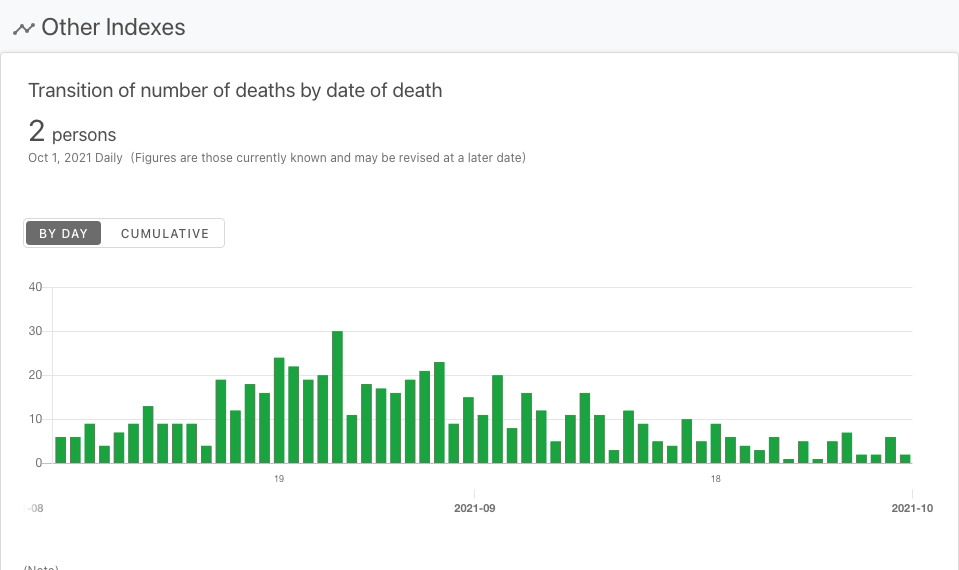 Other Indexes
Transition of number of deaths by date of death
2 persons
Oct 1, 2021 Daily (Figures are those currently known and may be revised at a later date)
BY DAY CUMULATIVE
40
30
20
10
0
19 18
-08 2021-09 2021-10
(Note)